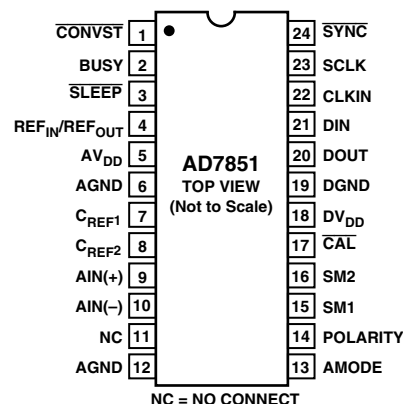 CONVST 1 24 SYNC
BUSY 2 23 SCLK
SLEEP 3 22 CLKIN
REFIN/REFOUT 4 21 DIN
AVDD 5 AD7851 20 DOUT
AGND 6 TOP VIEW 19 DGND
CREF1 7 (Not to Scale) 18 DVDD
CREF2 8 17 CAL
AIN(+) 9 16 SM2
AIN(–) 10 15 SM1
NC 11 14 POLARITY
AGND 12 13 AMODE
NC = NO CONNECT